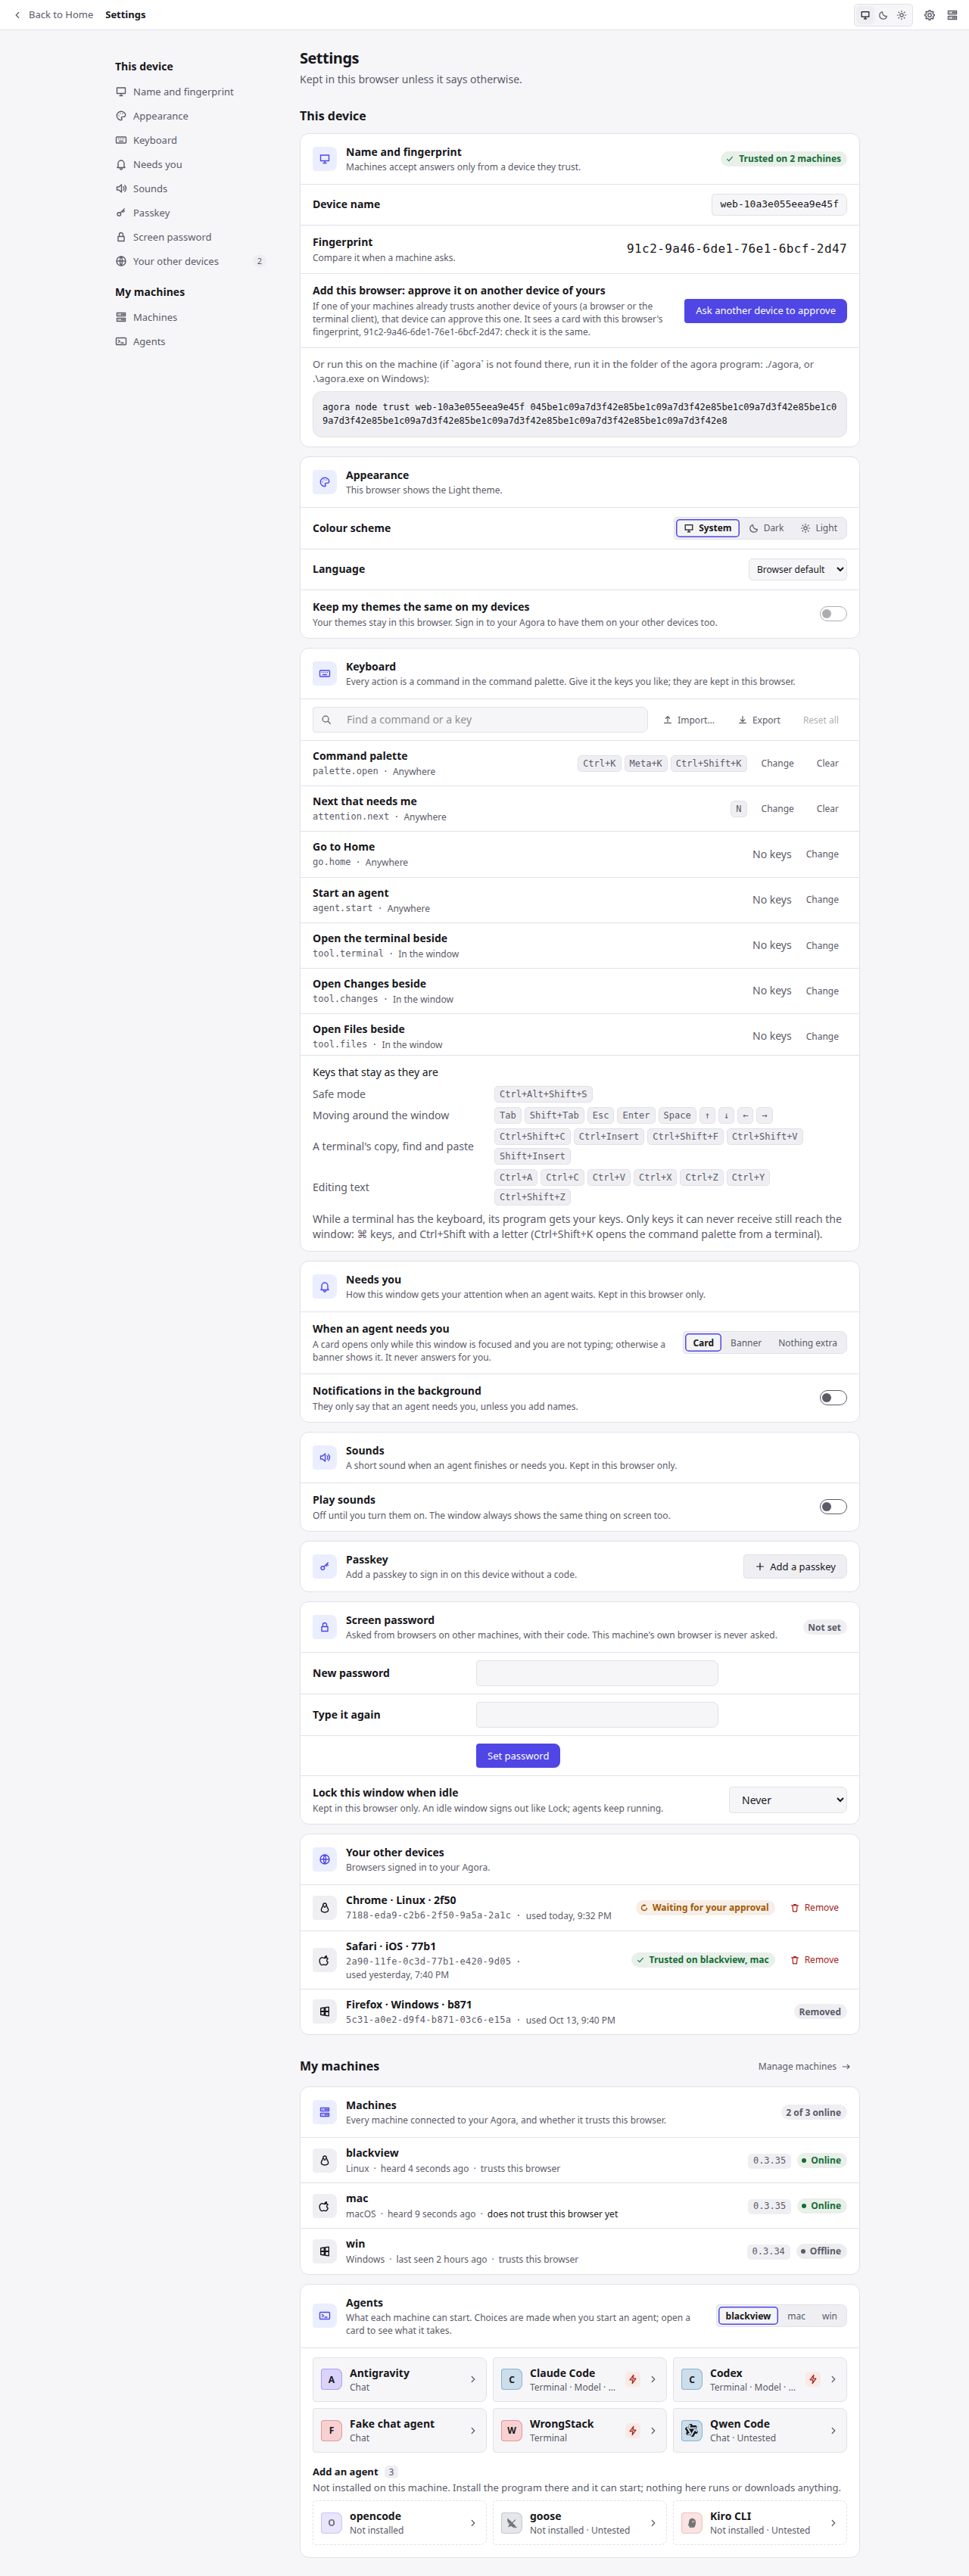 Back to Home Settings
This device
Name and fingerprint
Appearance
Keyboard
Needs you
Sounds
Passkey
Screen password
Your other devices 2
My machines
Machines
Agents
Settings
Kept in this browser unless it says otherwise.
This device
Name and fingerprint
Machines accept answers only from a device they trust.
Trusted on 2 machines
Device name
web-10a3e055eea9e45f
Fingerprint
Compare it when a machine asks.
91c2-9a46-6de1-76e1-6bcf-2d47
Add this browser: approve it on another device of yours
If one of your machines already trusts another device of yours (a browser or the
terminal client), that device can approve this one. It sees a card with this browser's
fingerprint, 91c2-9a46-6de1-76e1-6bcf-2d47: check it is the same.
Ask another device to approve
Or run this on the machine (if `agora` is not found there, run it in the folder of the agora program: ./agora, or
.\agora.exe on Windows):
agora node trust web-10a3e055eea9e45f 045be1c09a7d3f42e85be1c09a7d3f42e85be1c09a7d3f42e85be1c0
9a7d3f42e85be1c09a7d3f42e85be1c09a7d3f42e85be1c09a7d3f42e8
Appearance
This browser shows the Light theme.
Colour scheme
System Dark Light
Language
Browser default
Keep my themes the same on my devices
Your themes stay in this browser. Sign in to your Agora to have them on your other devices too.
Keyboard
Every action is a command in the command palette. Give it the keys you like; they are kept in this browser.
Find a command or a key
Import... Export Reset all
Command palette
palette.open · Anywhere
Ctrl+K Meta+K Ctrl+Shift+K Change Clear
Next that needs me
attention.next · Anywhere
N Change Clear
Go to Home
go.home · Anywhere
No keys Change
Start an agent
agent.start · Anywhere
No keys Change
Open the terminal beside
tool.terminal · In the window
No keys Change
Open Changes beside
tool.changes · In the window
No keys Change
Open Files beside
tool.files · In the window
No keys Change
Keys that stay as they are
Safe mode Ctrl+Alt+Shift+S
Moving around the window Tab Shift+Tab Esc Enter Space ↑ ↓ ← →
A terminal's copy, find and paste Ctrl+Shift+C Ctrl+Insert Ctrl+Shift+F Ctrl+Shift+V
Shift+Insert
Editing text Ctrl+A Ctrl+C Ctrl+V Ctrl+X Ctrl+Z Ctrl+Y
Ctrl+Shift+Z
While a terminal has the keyboard, its program gets your keys. Only keys it can never receive still reach the
window: ⌘ keys, and Ctrl+Shift with a letter (Ctrl+Shift+K opens the command palette from a terminal).
Needs you
How this window gets your attention when an agent waits. Kept in this browser only.
When an agent needs you
A card opens only while this window is focused and you are not typing; otherwise a
banner shows it. It never answers for you.
Card Banner Nothing extra
Notifications in the background
They only say that an agent needs you, unless you add names.
Sounds
A short sound when an agent finishes or needs you. Kept in this browser only.
Play sounds
Off until you turn them on. The window always shows the same thing on screen too.
Passkey
Add a passkey to sign in on this device without a code.
Add a passkey
Screen password
Asked from browsers on other machines, with their code. This machine's own browser is never asked.
Not set
New password
Type it again
Set password
Lock this window when idle
Kept in this browser only. An idle window signs out like Lock; agents keep running.
Never
Your other devices
Browsers signed in to your Agora.
Chrome · Linux · 2f50
7188-eda9-c2b6-2f50-9a5a-2a1c · used today, 9:32 PM
Waiting for your approval Remove
Safari · iOS · 77b1
2a90-11fe-0c3d-77b1-e420-9d05 ·
used yesterday, 7:40 PM
Trusted on blackview, mac Remove
Firefox · Windows · b871
5c31-a0e2-d9f4-b871-03c6-e15a · used Oct 13, 9:40 PM
Removed
My machines
Manage machines →
Machines
Every machine connected to your Agora, and whether it trusts this browser.
2 of 3 online
blackview
Linux · heard 4 seconds ago · trusts this browser
0.3.35 Online
mac
macOS · heard 9 seconds ago · does not trust this browser yet
0.3.35 Online
win
Windows · last seen 2 hours ago · trusts this browser
0.3.34 Offline
Agents
What each machine can start. Choices are made when you start an agent; open a
card to see what it takes.
blackview mac win
A Antigravity
Chat
C Claude Code
Terminal · Model · ...
C Codex
Terminal · Model · ...
F Fake chat agent
Chat
W WrongStack
Terminal
Qwen Code
Chat · Untested
Add an agent 3
Not installed on this machine. Install the program there and it can start; nothing here runs or downloads anything.
O opencode
Not installed
goose
Not installed · Untested
Kiro CLI
Not installed · Untested